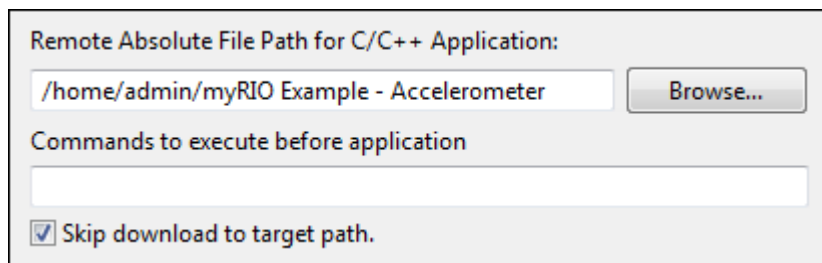 Remote Absolute File Path for C/C++ Application:
/home/admin/myRIO Example - Accelerometer
Browse...
Commands to execute before application
Skip download to target path.